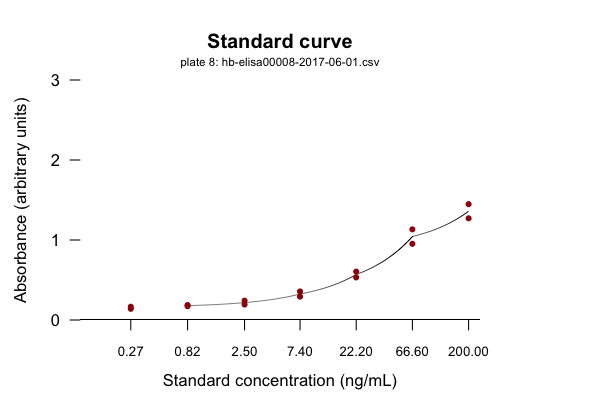 Standard curve
plate 8: hb-elisa00008-2017-06-01.csv
Absorbance (arbitrary units)
3
2
1
0
0.27 0.82 2.50 7.40 22.20 66.60 200.00
Standard concentration (ng/mL)